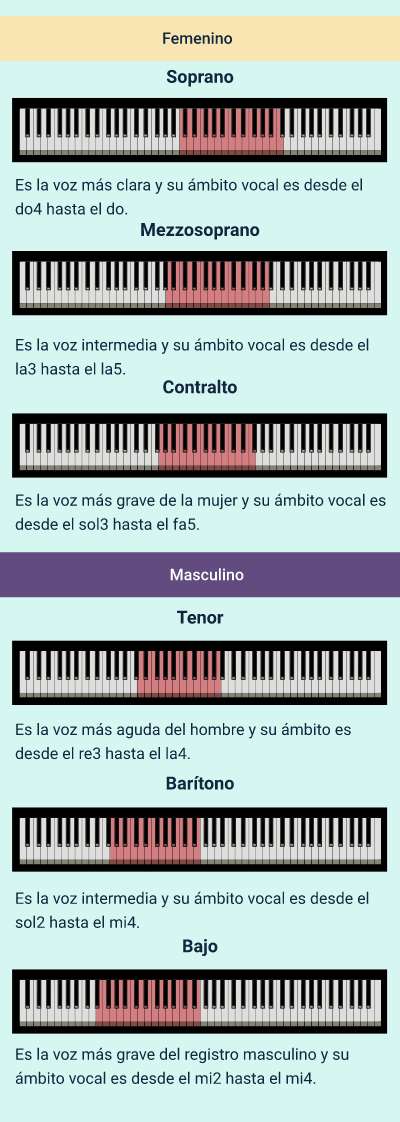 Femenino
Soprano
Es la voz más clara y su ámbito vocal es desde el
do4 hasta el do.
Mezzosoprano
Es la voz intermedia y su ámbito vocal es desde el
la3 hasta el la5.
Contralto
Es la voz más grave de la mujer y su ámbito vocal es
desde el sol3 hasta el fa5.
Masculino
Tenor
Es la voz más aguda del hombre y su ámbito es
desde el re3 hasta el la4.
Barítono
Es la voz intermedia y su ámbito vocal es desde el
sol2 hasta el mi4.
Bajo
Es la voz más grave del registro masculino y su
ámbito vocal es desde el mi2 hasta el mi4.